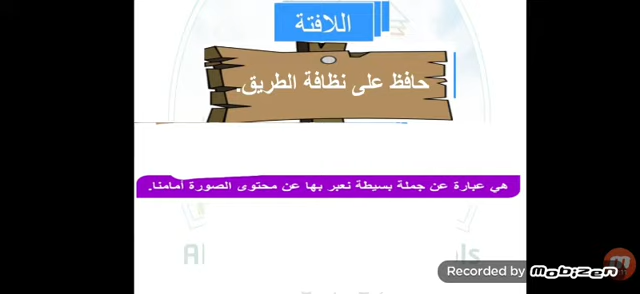 اللافتة
حافظ على نظافة الطريق.
هي عبارة عن جملة بسيطة نعبر بها عن محتوى الصورة أمامنا.
Recorded by Mobizen